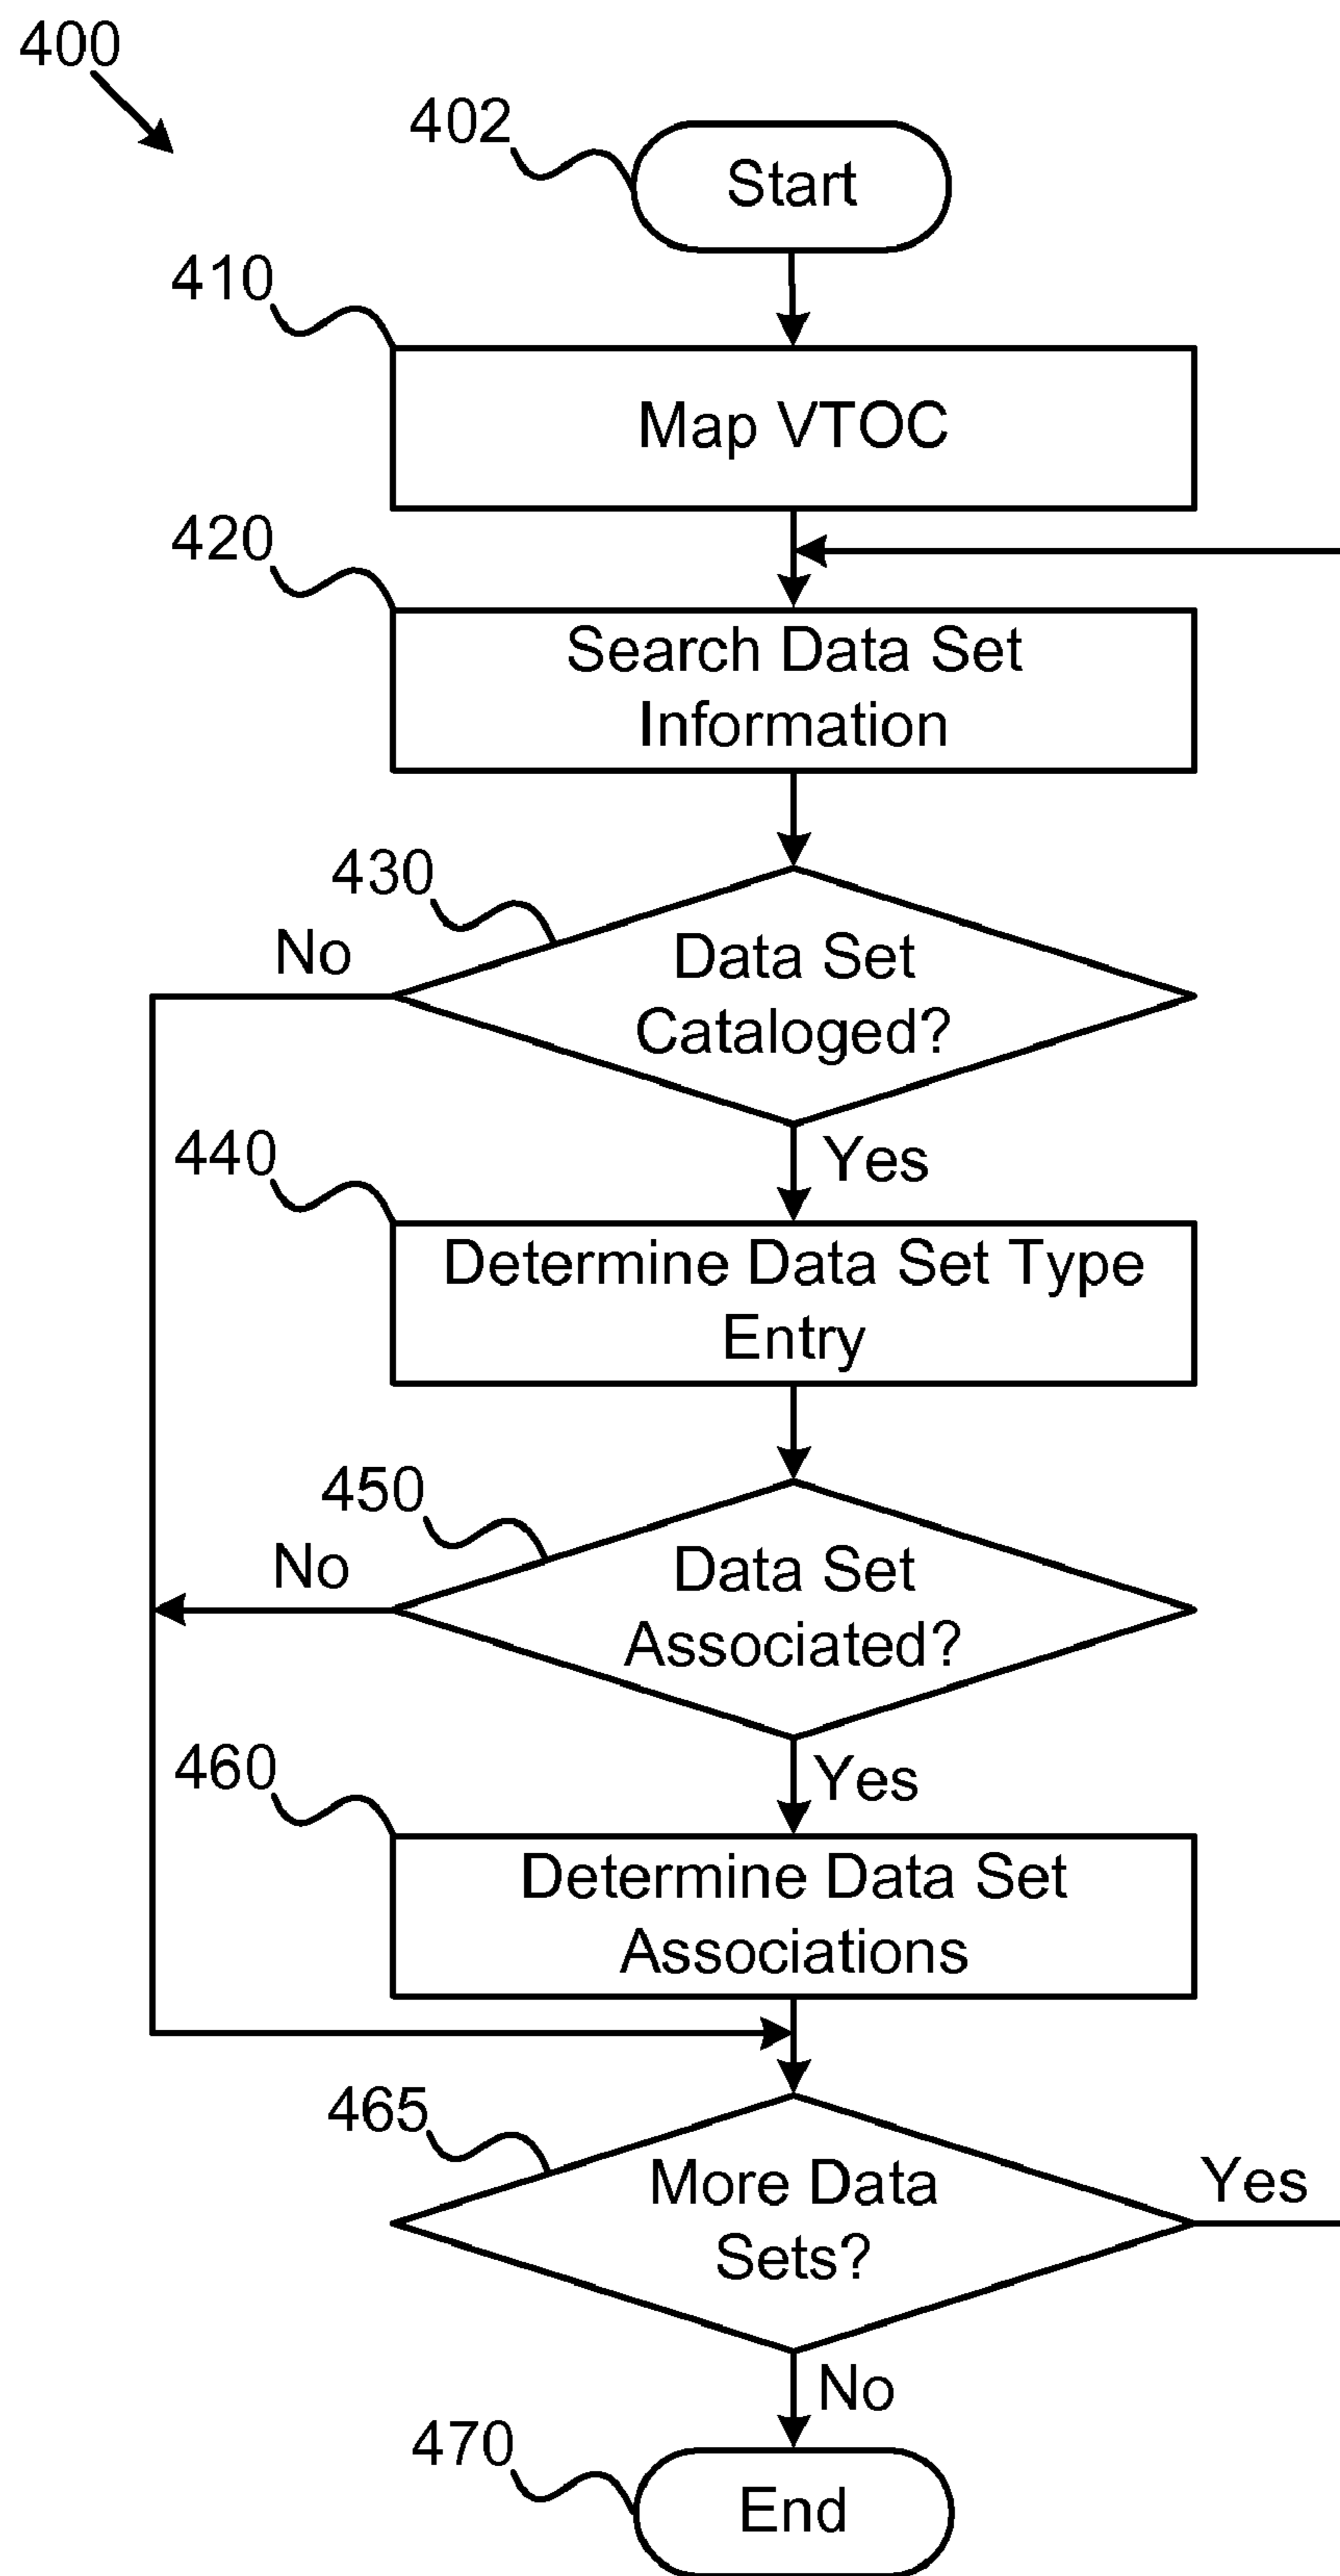 400
402
Start
410
Map VTOC
420
Search Data Set
Information
430
No
Data Set
Cataloged?
Yes
440
Determine Data Set Type
Entry
450
No
Data Set
Associated?
Yes
460
Determine Data Set
Associations
465
More Data
Sets?
Yes
No
470
End